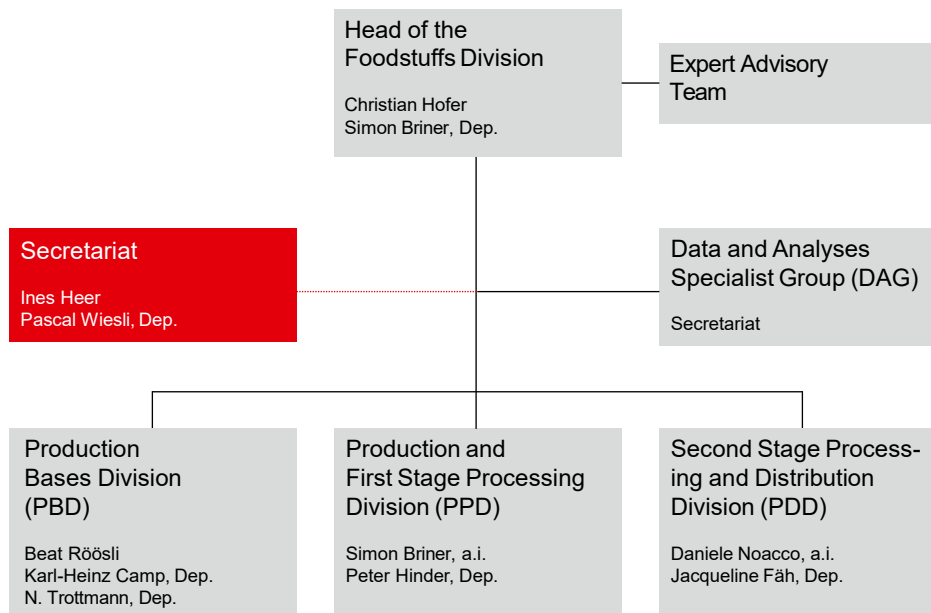 Head of the
Foodstuffs Division
Christian Hofer
Simon Briner, Dep.
Expert Advisory
Team
Secretariat
Ines Heer
Pascal Wiesli, Dep.
Data and Analyses
Specialist Group (DAG)
Secretariat
Production
Bases Division
(PBD)
Beat Röösli
Karl-Heinz Camp, Dep.
N. Trottmann, Dep.
Production and
First Stage Processing
Division (PPD)
Simon Briner, a.i.
Peter Hinder, Dep.
Second Stage Process-
ing and Distribution
Division (PDD)
Daniele Noacco, a.i.
Jacqueline Fäh, Dep.